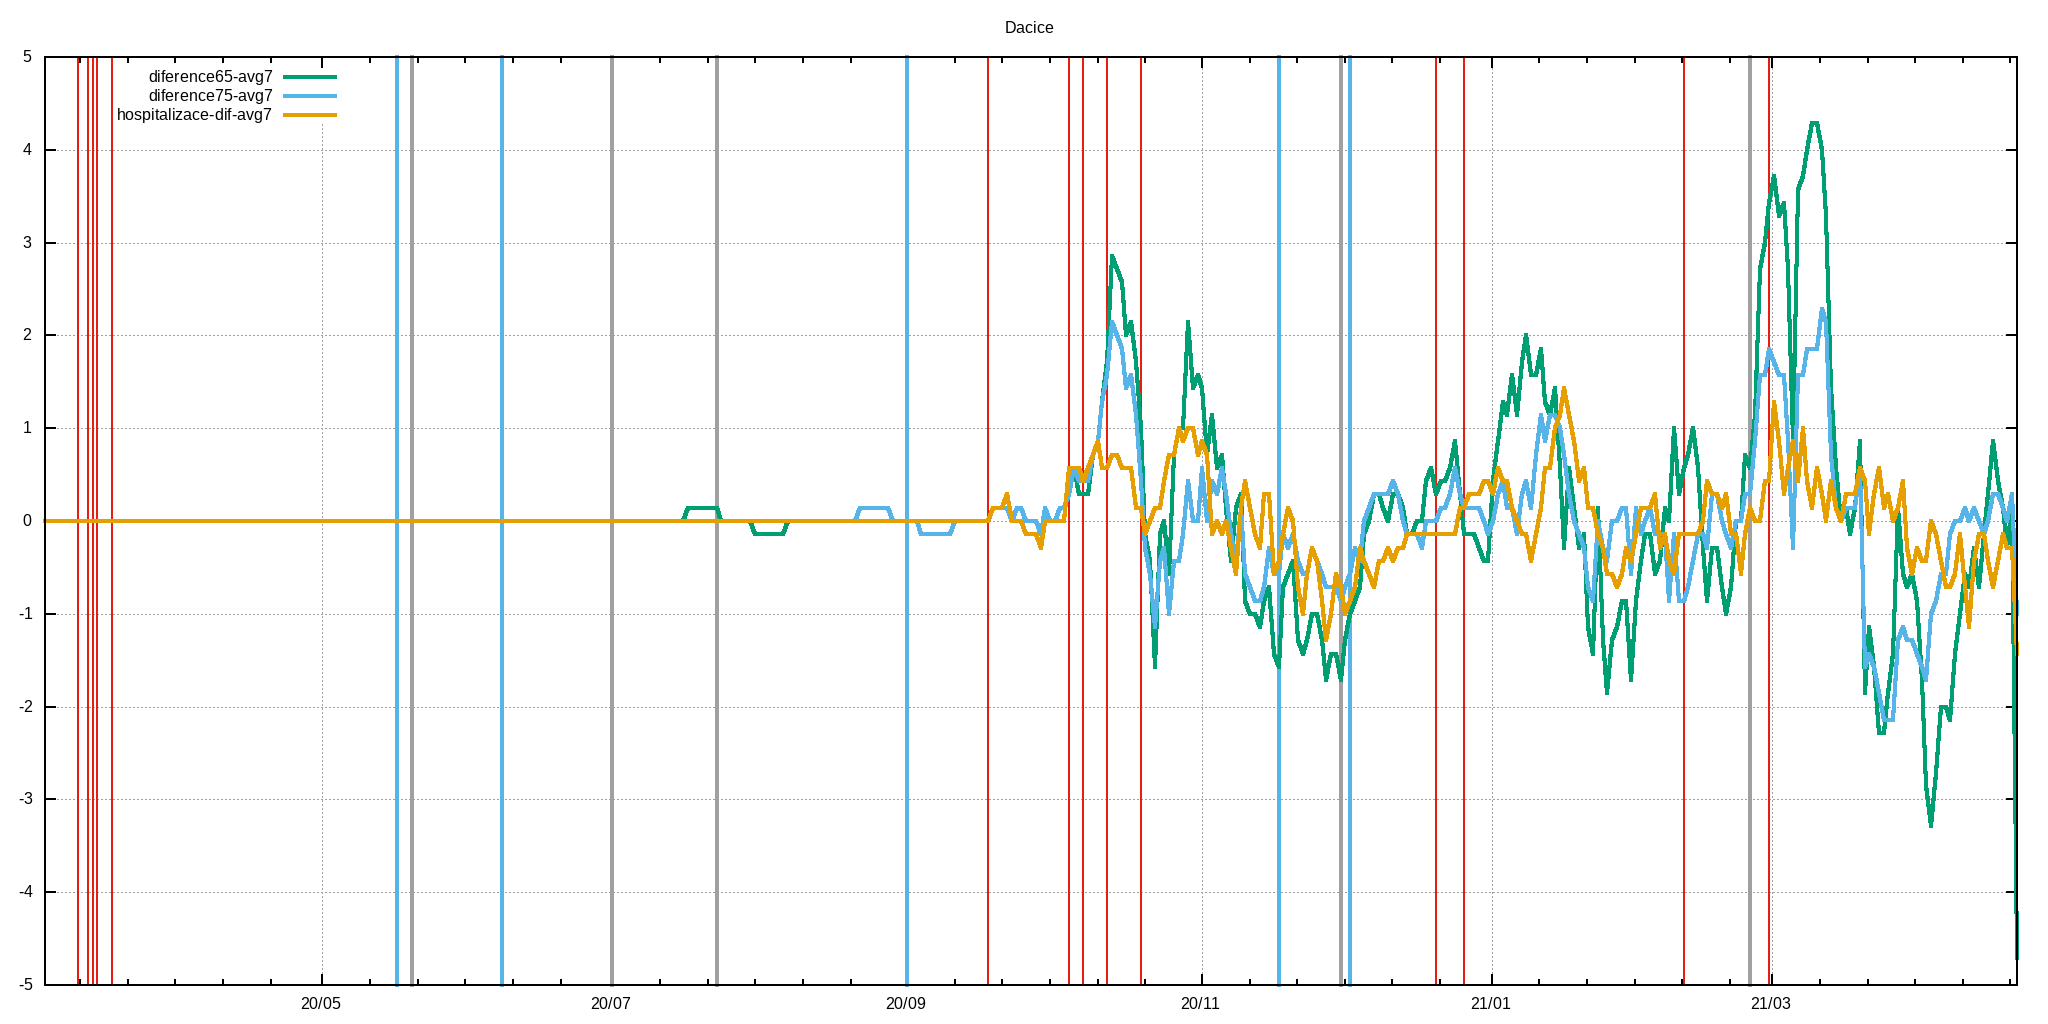 Dacice
diference65-avg7
diference75-avg7
hospitalizace-dif-avg7
5
4
3
2
1
0
-1
-2
-3
-4
-5
20/05 20/07 20/09 20/11 21/01 21/03